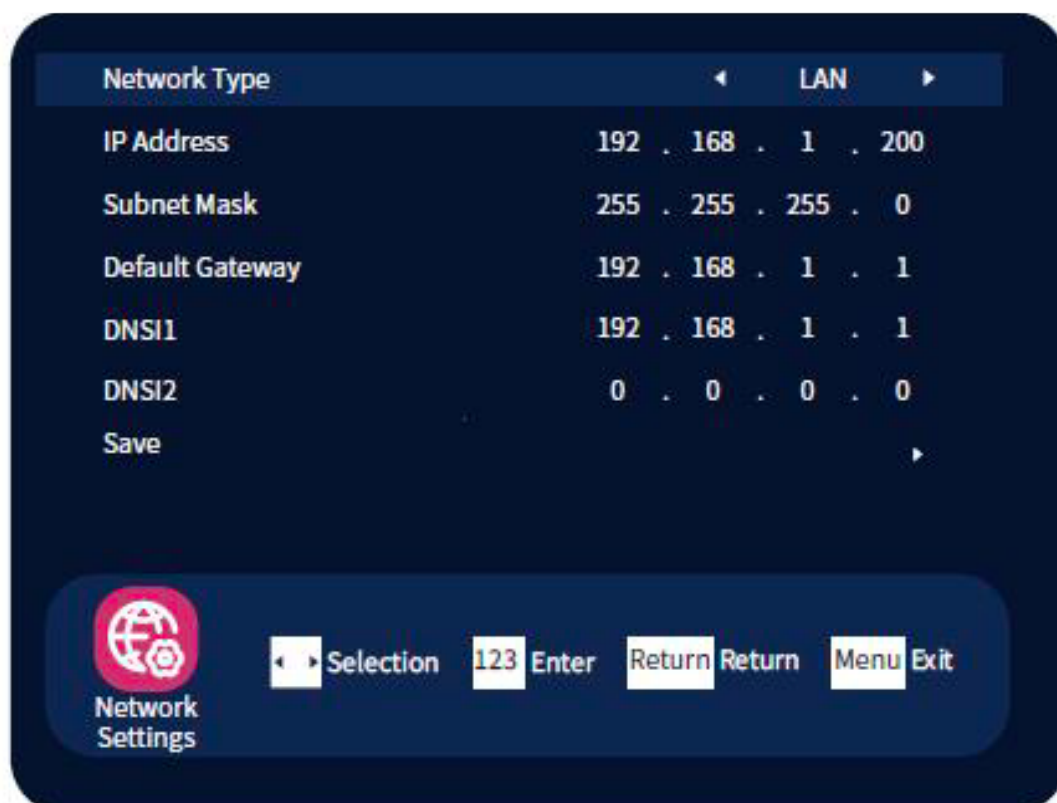 Network Type LAN
IP Address 192 . 168 . 1 . 200
Subnet Mask 255 . 255 . 255 . 0
Default Gateway 192 . 168 . 1 . 1
DNSI1 192 . 168 . 1 . 1
DNSI2 0 . 0 . 0 . 0
Save
Selection 123 Enter Return Return Menu Exit
Network
Settings